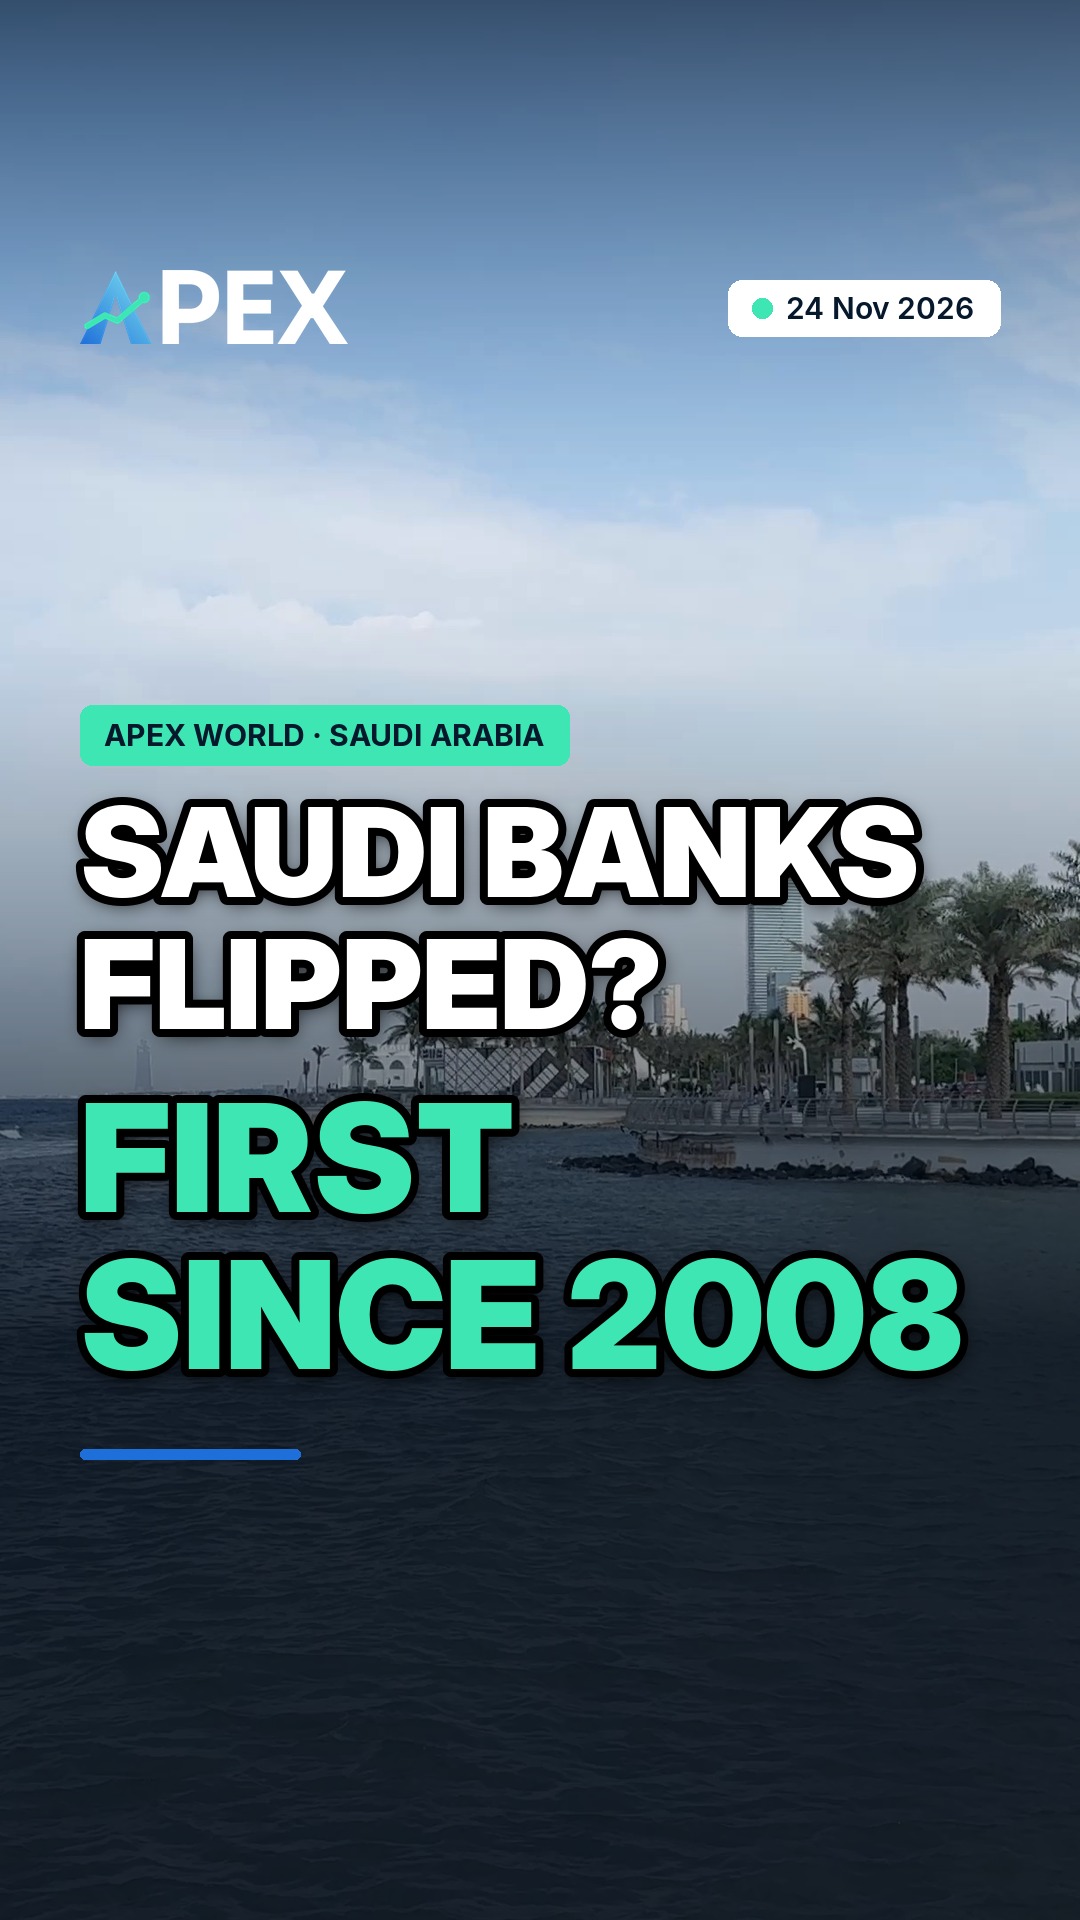 APEX
24 Nov 2026
APEX WORLD · SAUDI ARABIA
SAUDI BANKS
FLIPPED?
FIRST
SINCE 2008